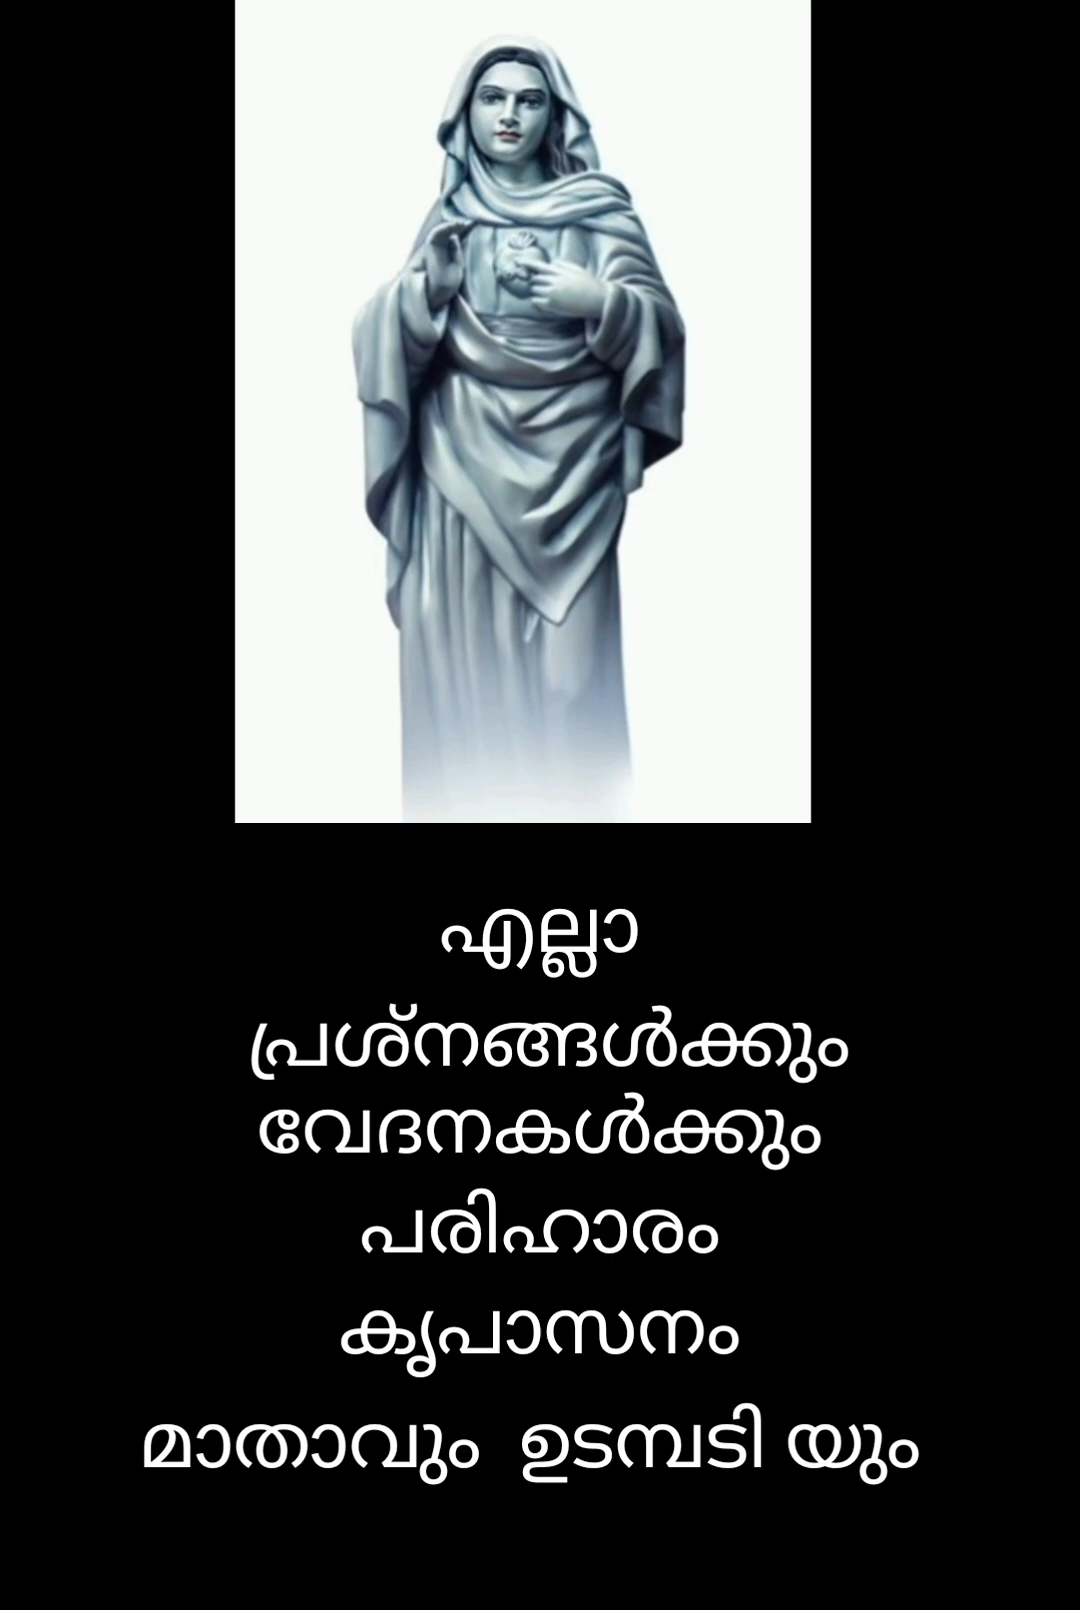 എല്ലാ
പ്രശ്നങ്ങൾക്കും
വേദനകൾക്കും
പരിഹാരം
കൃപാസനം
മാതാവും ഉടമ്പടി യും